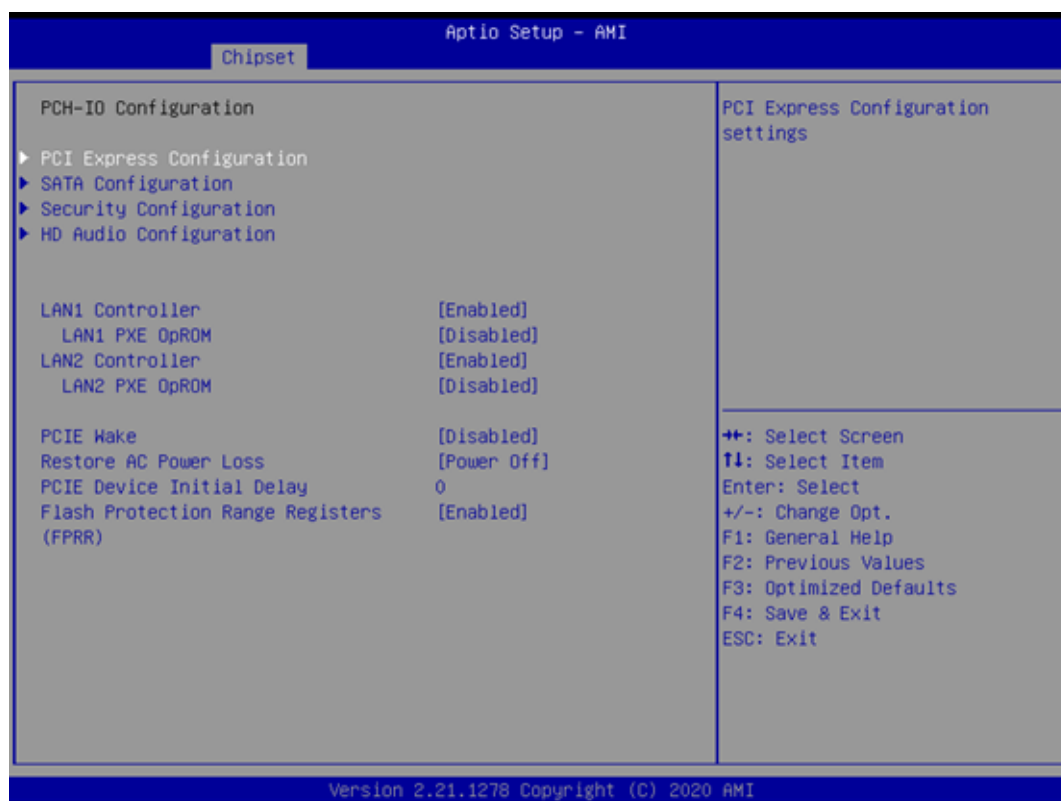 Aptio Setup – AMI
Chipset
PCH-IO Configuration
PCI Express Configuration
SATA Configuration
Security Configuration
HD Audio Configuration
LAN1 Controller [Enabled]
LAN1 PXE OpROM [Disabled]
LAN2 Controller [Enabled]
LAN2 PXE OpROM [Disabled]
PCIE Wake [Disabled]
Restore AC Power Loss [Power Off]
PCIE Device Initial Delay 0
Flash Protection Range Registers [Enabled]
(FPRR)
PCI Express Configuration
settings
→←: Select Screen
↑↓: Select Item
Enter: Select
+/-: Change Opt.
F1: General Help
F2: Previous Values
F3: Optimized Defaults
F4: Save & Exit
ESC: Exit
Version 2.21.1278 Copyright (C) 2020 AMI